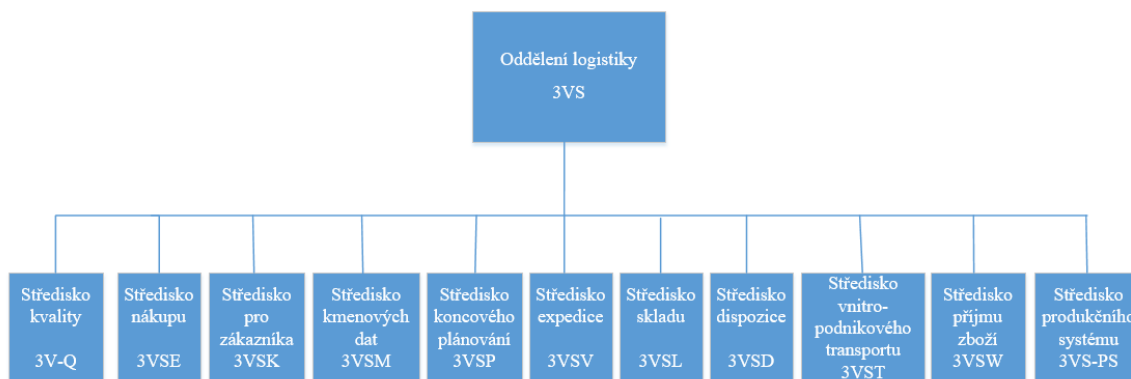 Oddělení logistiky
3VS
Středisko
kvality
3V-Q
Středisko
nákupu
3VSE
Středisko
pro
zákazníka
3VSK
Středisko
kmenových
dat
3VSM
Středisko
koncového
plánování
3VSP
Středisko
expedice
3VSV
Středisko
skladu
3VSL
Středisko
dispozice
3VSD
Středisko
vnitro-
podnikového
transportu
3VST
Středisko
příjmu
zboží
3VSW
Středisko
produkčního
systému
3VS-PS